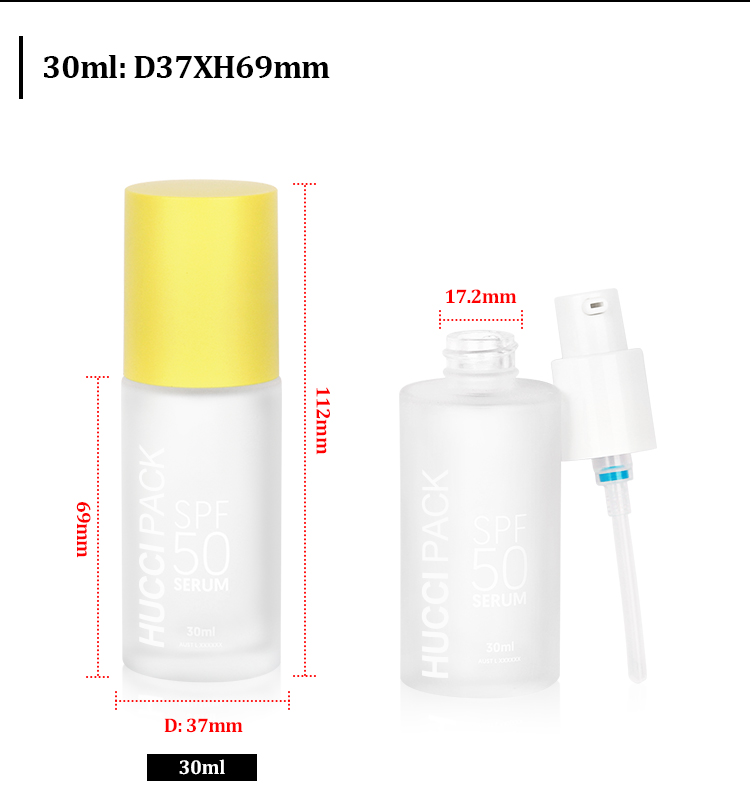 30ml: D37XH69mm
17.2mm
112mm
69mm
HUCCI PACK
SPF
50
SERUM
30ml
HUCCI PACK
SPF
50
SERUM
30ml
D: 37mm
30ml